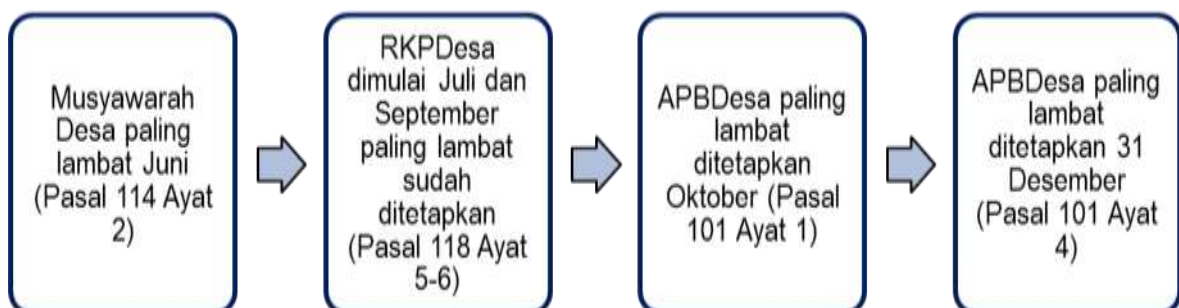 Musyawarah
Desa paling
lambat Juni
(Pasal 114 Ayat
2)
RKPDesa
dimulai Juli dan
September
paling lambat
sudah
ditetapkan
(Pasal 118 Ayat
5-6)
APBDesa paling
lambat
ditetapkan
Oktober (Pasal
101 Ayat 1)
APBDesa paling
lambat
ditetapkan 31
Desember
(Pasal 101 Ayat
4)